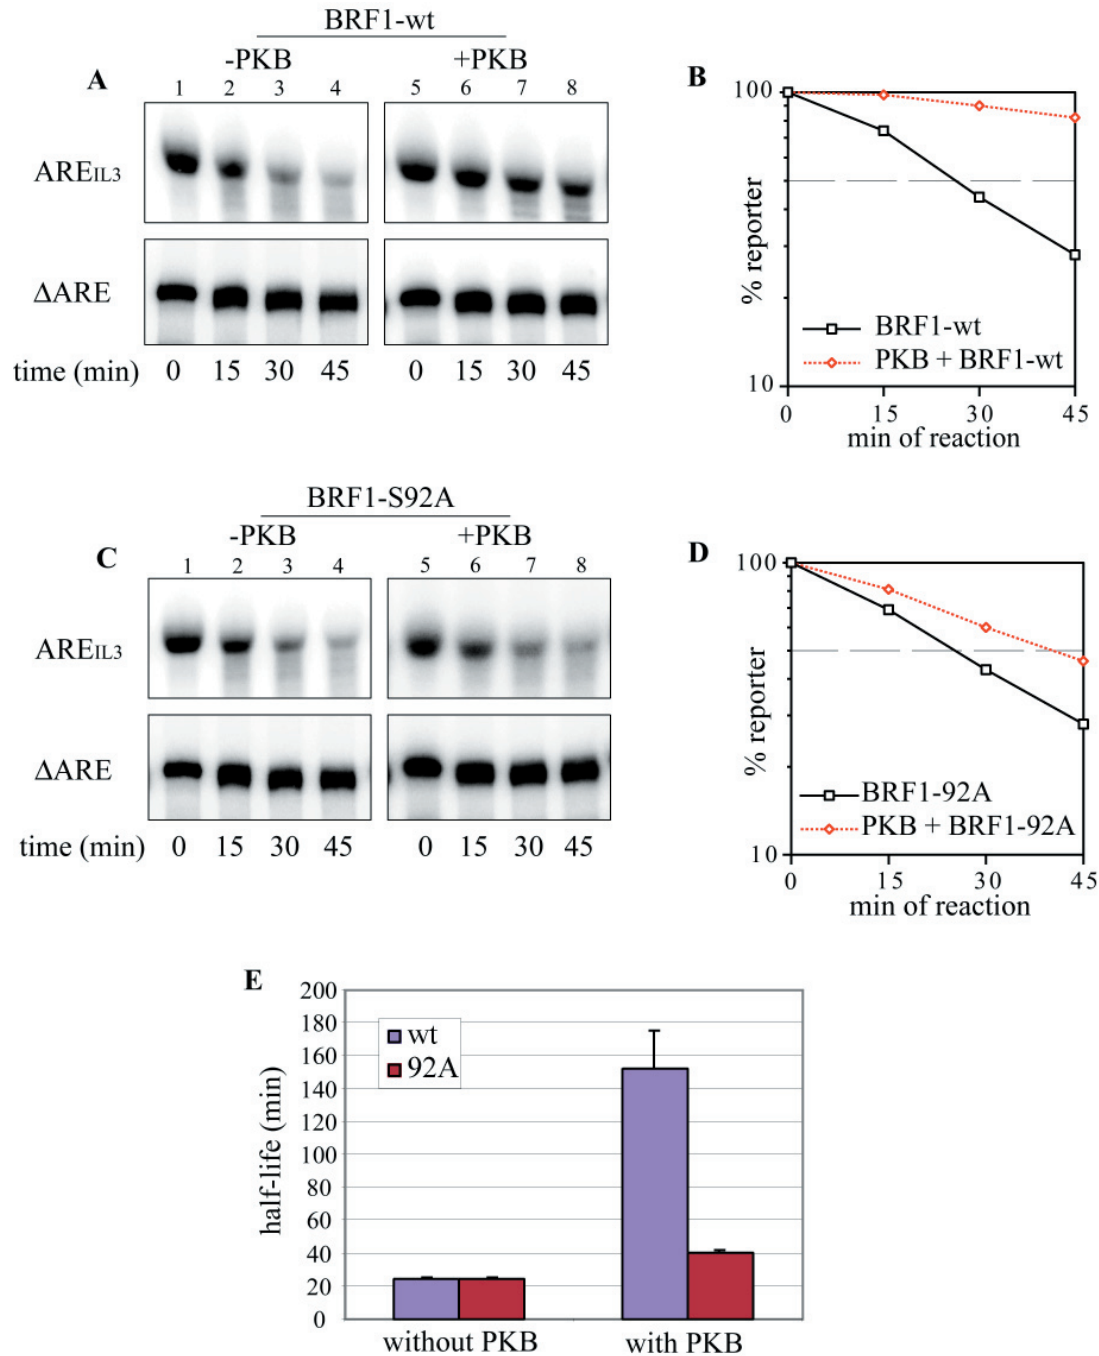 BRF1-wt
-PKB +PKB
A
1 2 3 4 5 6 7 8
AREIL3
ΔARE
time (min) 0 15 30 45 0 15 30 45
B
100
% reporter
BRF1-wt
PKB + BRF1-wt
10
0 15 30 45
min of reaction
BRF1-S92A
-PKB +PKB
C
1 2 3 4 5 6 7 8
AREIL3
ΔARE
time (min) 0 15 30 45 0 15 30 45
D
100
% reporter
BRF1-92A
PKB + BRF1-92A
10
0 15 30 45
min of reaction
E
200
180
160
140
120
100
80
60
40
20
0
half-life (min)
wt
92A
without PKB with PKB